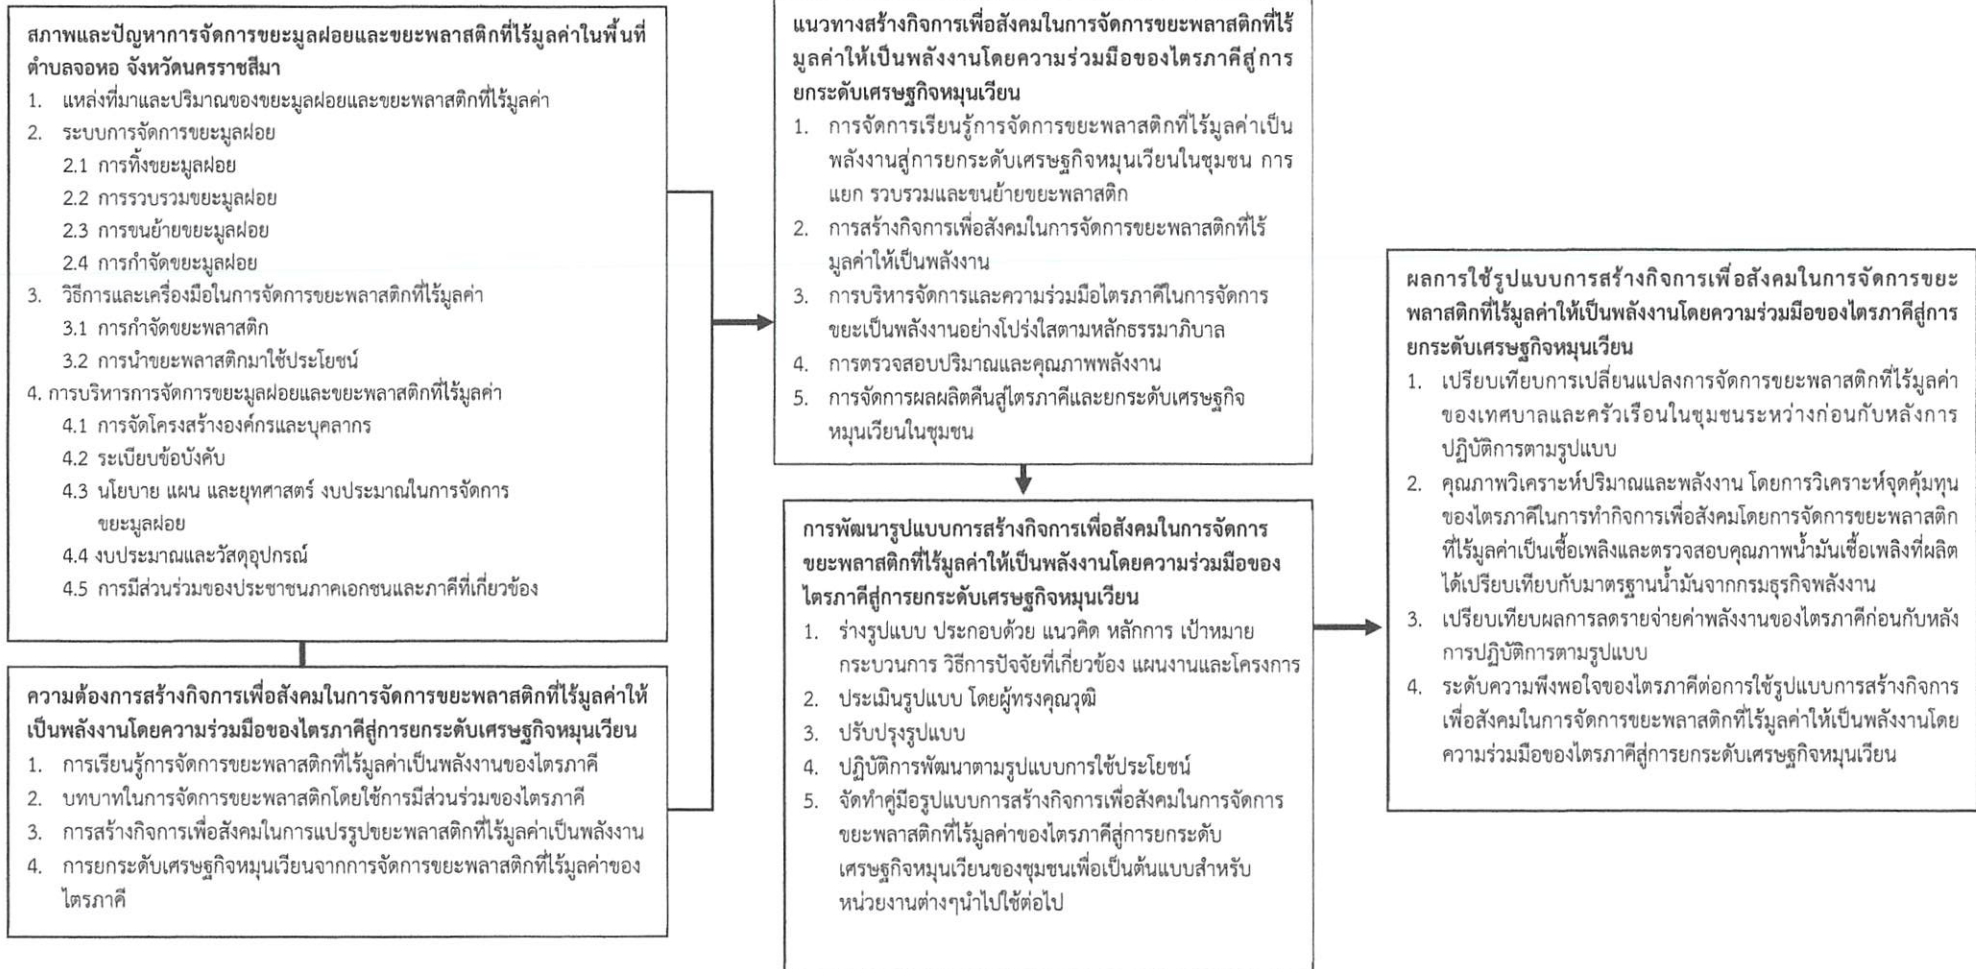 สภาพและปัญหาการจัดการขยะมูลฝอยและขยะพลาสติกที่ไร้มูลค่าในพื้นที่
ตำบลจอหอ จังหวัดนครราชสีมา
1. แหล่งที่มาและปริมาณของขยะมูลฝอยและขยะพลาสติกที่ไร้มูลค่า
2. ระบบการจัดการขยะมูลฝอย
2.1 การทิ้งขยะมูลฝอย
2.2 การรวบรวมขยะมูลฝอย
2.3 การขนย้ายขยะมูลฝอย
2.4 การกำจัดขยะมูลฝอย
3. วิธีการและเครื่องมือในการจัดการขยะพลาสติกที่ไร้มูลค่า
3.1 การกำจัดขยะพลาสติก
3.2 การนำขยะพลาสติกมาใช้ประโยชน์
4. การบริหารการจัดการขยะมูลฝอยและขยะพลาสติกที่ไร้มูลค่า
4.1 การจัดโครงสร้างองค์กรและบุคลากร
4.2 ระเบียบข้อบังคับ
4.3 นโยบาย แผน และยุทศาสตร์ งบประมาณในการจัดการ
ขยะมูลฝอย
4.4 งบประมาณและวัสดุอุปกรณ์
4.5 การมีส่วนร่วมของประชาชนภาคเอกชนและภาคีที่เกี่ยวข้อง
ความต้องการสร้างกิจการเพื่อสังคมในการจัดการขยะพลาสติกที่ไร้มูลค่าให้
เป็นพลังงานโดยความร่วมมือของไตรภาคีสู่การยกระดับเศรษฐกิจหมุนเวียน
1. การเรียนรู้การจัดการขยะพลาสติกที่ไร้มูลค่าเป็นพลังงานของไตรภาคี
2. บทบาทในการจัดการขยะพลาสติกโดยใช้การมีส่วนร่วมของไตรภาคี
3. การสร้างกิจการเพื่อสังคมในการแปรรูปขยะพลาสติกที่ไร้มูลค่าเป็นพลังงาน
4. การยกระดับเศรษฐกิจหมุนเวียนจากการจัดการขยะพลาสติกที่ไร้มูลค่าของ
ไตรภาคี
แนวทางสร้างกิจการเพื่อสังคมในการจัดการขยะพลาสติกที่ไร้
มูลค่าให้เป็นพลังงานโดยความร่วมมือของไตรภาคีสู่การ
ยกระดับเศรษฐกิจหมุนเวียน
1. การจัดการเรียนรู้การจัดการขยะพลาสติกที่ไร้มูลค่าเป็น
พลังงานสู่การยกระดับเศรษฐกิจหมุนเวียนในชุมชน การ
แยก รวบรวมและขนย้ายขยะพลาสติก
2. การสร้างกิจการเพื่อสังคมในการจัดการขยะพลาสติกที่ไร้
มูลค่าให้เป็นพลังงาน
3. การบริหารจัดการและความร่วมมือไตรภาคีในการจัดการ
ขยะเป็นพลังงานอย่างโปร่งใสตามหลักธรรมาภิบาล
4. การตรวจสอบปริมาณและคุณภาพพลังงาน
5. การจัดการผลผลิตคืนสู่ไตรภาคีและยกระดับเศรษฐกิจ
หมุนเวียนในชุมชน
การพัฒนารูปแบบการสร้างกิจการเพื่อสังคมในการจัดการ
ขยะพลาสติกที่ไร้มูลค่าให้เป็นพลังงานโดยความร่วมมือของ
ไตรภาคีสู่การยกระดับเศรษฐกิจหมุนเวียน
1. ร่างรูปแบบ ประกอบด้วย แนวคิด หลักการ เป้าหมาย
กระบวนการ วิธีการปัจจัยที่เกี่ยวข้อง แผนงานและโครงการ
2. ประเมินรูปแบบ โดยผู้ทรงคุณวุฒิ
3. ปรับปรุงรูปแบบ
4. ปฏิบัติการพัฒนาตามรูปแบบการใช้ประโยชน์
5. จัดทำคู่มือรูปแบบการสร้างกิจการเพื่อสังคมในการจัดการ
ขยะพลาสติกที่ไร้มูลค่าของไตรภาคีสู่การยกระดับ
เศรษฐกิจหมุนเวียนของชุมชนเพื่อเป็นต้นแบบสำหรับ
หน่วยงานต่างๆนำไปใช้ต่อไป
ผลการใช้รูปแบบการสร้างกิจการเพื่อสังคมในการจัดการขยะ
พลาสติกที่ไร้มูลค่าให้เป็นพลังงานโดยความร่วมมือของไตรภาคีสู่การ
ยกระดับเศรษฐกิจหมุนเวียน
1. เปรียบเทียบการเปลี่ยนแปลงการจัดการขยะพลาสติกที่ไร้มูลค่า
ของเทศบาลและครัวเรือนในชุมชนระหว่างก่อนกับหลังการ
ปฏิบัติการตามรูปแบบ
2. คุณภาพวิเคราะห์ปริมาณและพลังงาน โดยการวิเคราะห์จุดคุ้มทุน
ของไตรภาคีในการทำกิจการเพื่อสังคมโดยการจัดการขยะพลาสติก
ที่ไร้มูลค่าเป็นเชื้อเพลิงและตรวจสอบคุณภาพน้ำมันเชื้อเพลิงที่ผลิต
ได้เปรียบเทียบกับมาตรฐานน้ำมันจากกรมธุรกิจพลังงาน
3. เปรียบเทียบผลการลดรายจ่ายค่าพลังงานของไตรภาคีก่อนกับหลัง
การปฏิบัติการตามรูปแบบ
4. ระดับความพึงพอใจของไตรภาคีต่อการใช้รูปแบบการสร้างกิจการ
เพื่อสังคมในการจัดการขยะพลาสติกที่ไร้มูลค่าให้เป็นพลังงานโดย
ความร่วมมือของไตรภาคีสู่การยกระดับเศรษฐกิจหมุนเวียน